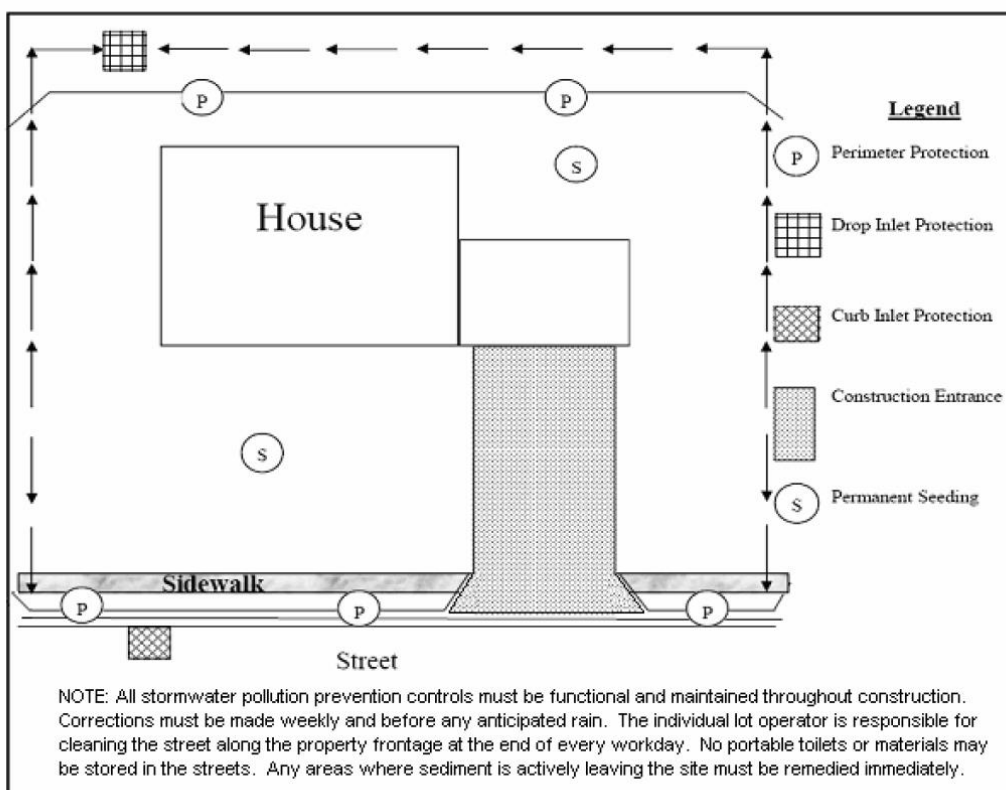 P
P
Legend
S
P
Perimeter Protection
House
Drop Inlet Protection
Curb Inlet Protection
Construction Entrance
S
S
Permanent Seeding
Sidewalk
P
P
P
Street
NOTE: All stormwater pollution prevention controls must be functional and maintained throughout construction.
Corrections must be made weekly and before any anticipated rain. The individual lot operator is responsible for
cleaning the street along the property frontage at the end of every workday. No portable toilets or materials may
be stored in the streets. Any areas where sediment is actively leaving the site must be remedied immediately.